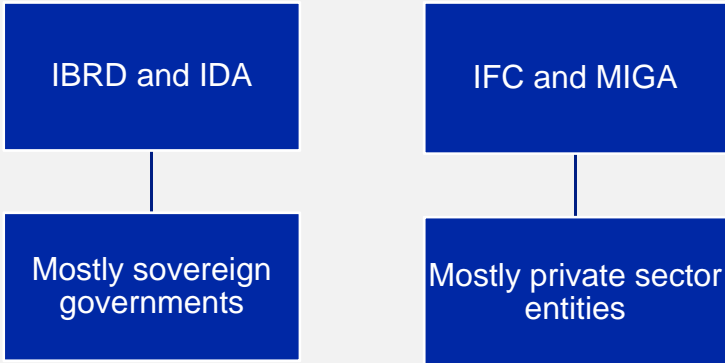 IBRD and IDA
IFC and MIGA
Mostly sovereign
governments
Mostly private sector
entities